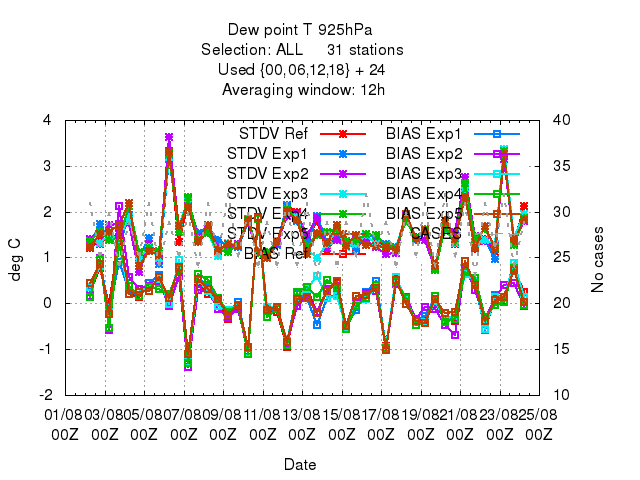 Dew point T 925hPa
Selection: ALL 31 stations
Used {00,06,12,18} + 24
Averaging window: 12h
4 40
STDV Ref BIAS Exp1
STDV Exp1 BIAS Exp2
3 35
STDV Exp2 BIAS Exp3
STDV Exp3 BIAS Exp4
2 30
STDV Exp4 BIAS Exp5
STDV Exp5 CASES
BIAS Ref
1 25
deg C
No cases
0 20
-1 15
-2 10
01/08 03/08 05/08 07/08 09/08 11/08 13/08 15/08 17/08 19/08 21/08 23/08 25/08
00Z 00Z 00Z 00Z 00Z 00Z 00Z 00Z 00Z 00Z 00Z 00Z 00Z
Date